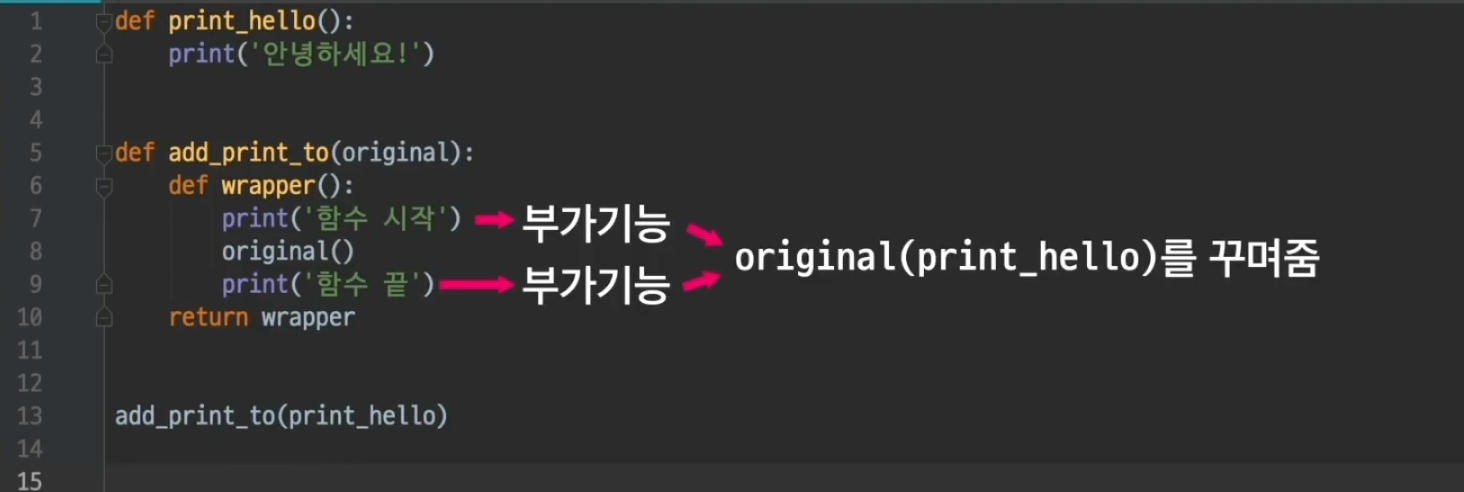 1 def print_hello():
2     print('안녕하세요!')
3
4
5 def add_print_to(original):
6     def wrapper():
7         print('함수 시작') 부가기능
8         original() original(print_hello)를 꾸며줌
9         print('함수 끝') 부가기능
10     return wrapper
11
12
13 add_print_to(print_hello)
14
15